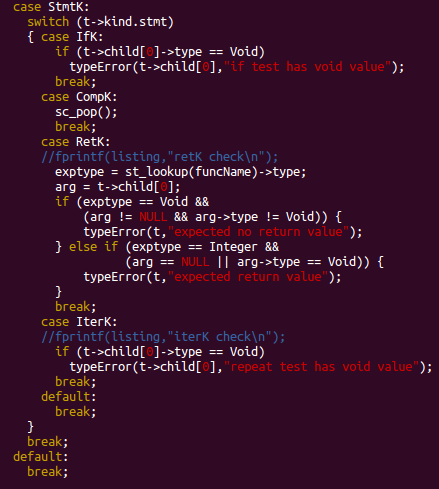 case StmtK:
  switch (t->kind.stmt)
  { case IfK:
      if (t->child[0]->type == Void)
        typeError(t->child[0],"if test has void value");
      break;
    case CompK:
      sc_pop();
      break;
    case RetK:
    //fprintf(listing,"retK check\n");
      exptype = st_lookup(funcName)->type;
      arg = t->child[0];
      if (exptype == Void &&
          (arg != NULL && arg->type != Void)) {
          typeError(t,"expected no return value");
      } else if (exptype == Integer &&
                (arg == NULL || arg->type == Void)) {
          typeError(t,"expected return value");
      }
      break;
    case IterK:
    //fprintf(listing,"iterK check\n");
      if (t->child[0]->type == Void)
        typeError(t->child[0],"repeat test has void value");
      break;
    default:
      break;
  }
  break;
default:
  break;